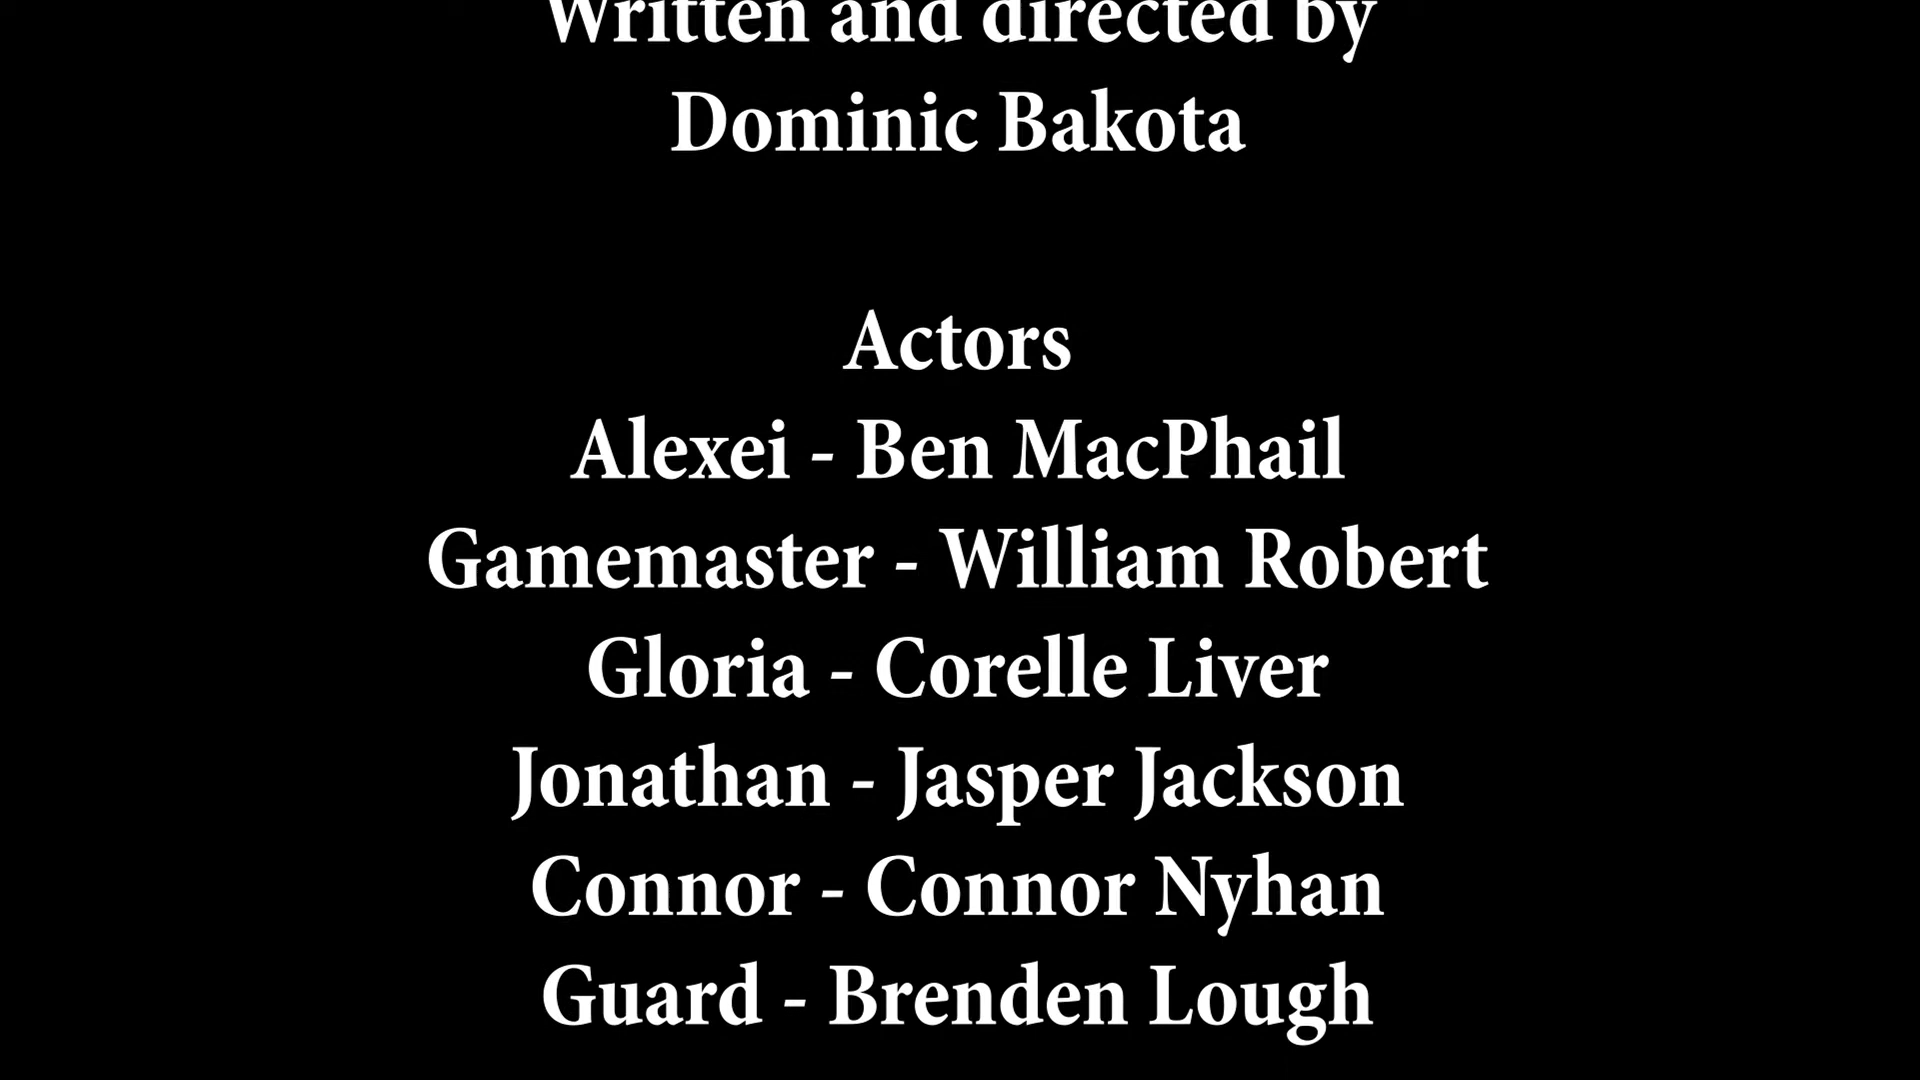 Written and directed by
Dominic Bakota
Actors
Alexei - Ben MacPhail
Gamemaster - William Robert
Gloria - Corelle Liver
Jonathan - Jasper Jackson
Connor - Connor Nyhan
Guard - Brenden Lough